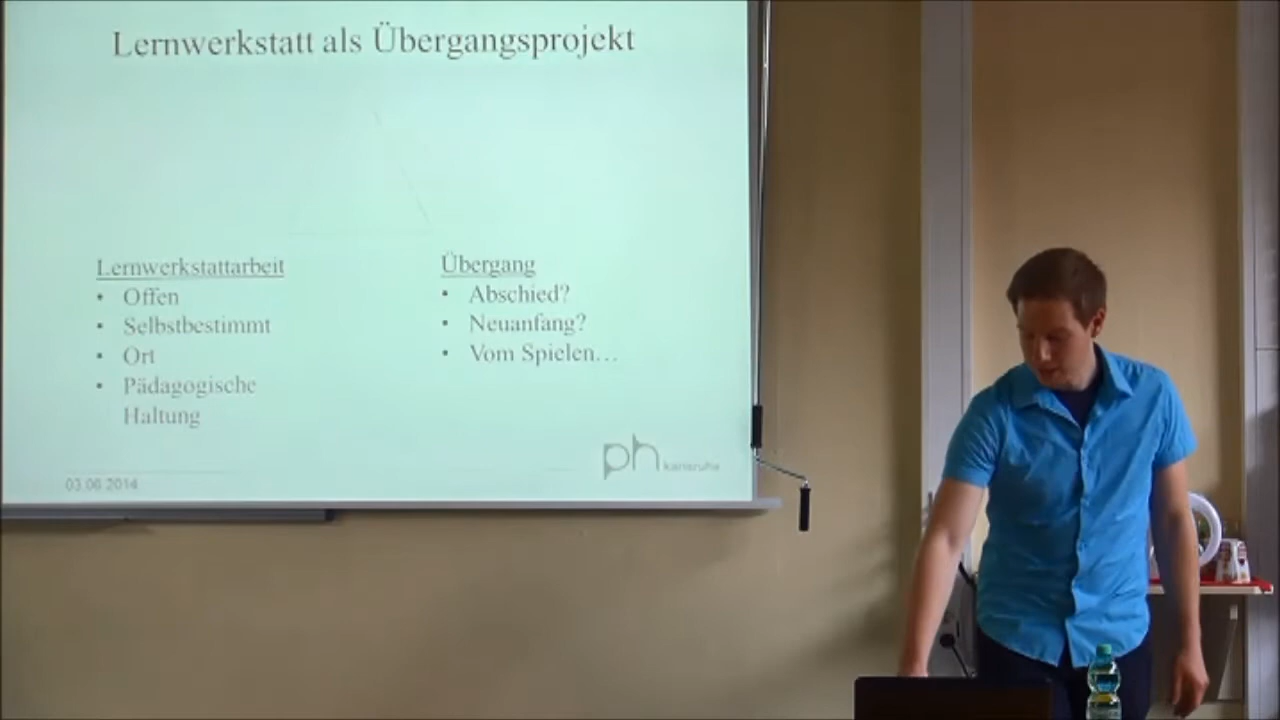 Lernwerkstatt als Übergangsprojekt
Lernwerkstattarbeit
• Offen
• Selbstbestimmt
• Ort
• Pädagogische
Haltung
Übergang
• Abschied?
• Neuanfang?
• Vom Spielen…
ph karlsruhe
03.06.2014